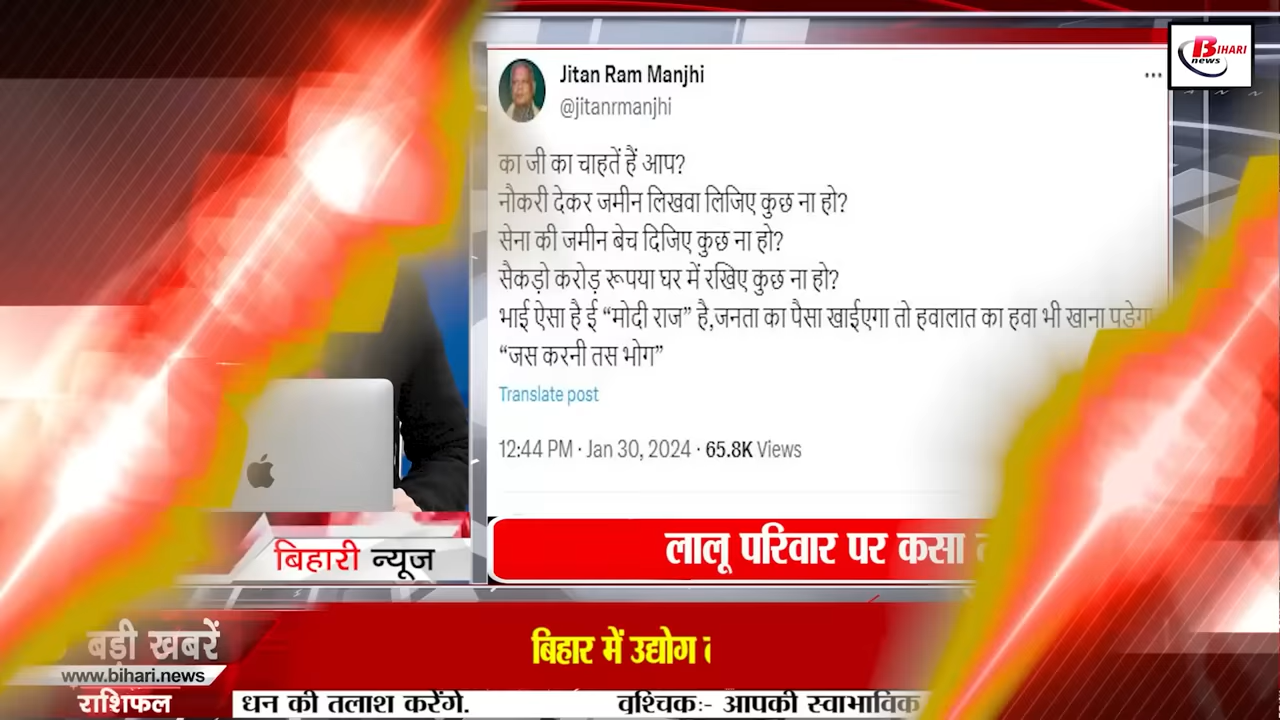 BIHARI
news
Jitan Ram Manjhi
@jitanrmanjhi
का जी का चाहतें हैं आप?
नौकरी देकर जमीन लिखवा लिजिए कुछ ना हो?
सेना की जमीन बेच दिजिए कुछ ना हो?
सैकड़ो करोड़ रूपया घर में रखिए कुछ ना हो?
भाई ऐसा है ई “मोदी राज” है,जनता का पैसा खाईएगा तो हवालात का हवा भी खाना पडेगा
“जस करनी तस भोग”
Translate post
12:44 PM · Jan 30, 2024 · 65.8K Views
लालू परिवार पर कसा
बिहारी न्यूज
बड़ी खबरें
बिहार में उद्योग
www.bihari.news
राशिफल
धन की तलाश करेंगे. वृश्चिकः- आपकी स्वाभाविक